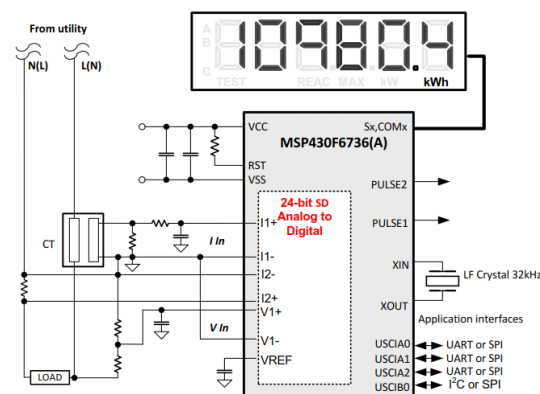 From utility
N(L)
L(N)
A
B
C
10980.4
TEST
REAC
MAX
kW
kWh
VCC
Sx,COMx
MSP430F6736(A)
RST
VSS
24-bit SD
Analog to
Digital
PULSE2
PULSE1
CT
I In
I1+
I1-
I2-
I2+
V1+
V In
V1-
VREF
LOAD
XIN
LF Crystal 32kHz
XOUT
Application interfaces
USCIA0 UART or SPI
USCIA1 UART or SPI
USCIA2 UART or SPI
USCIB0 I²C or SPI